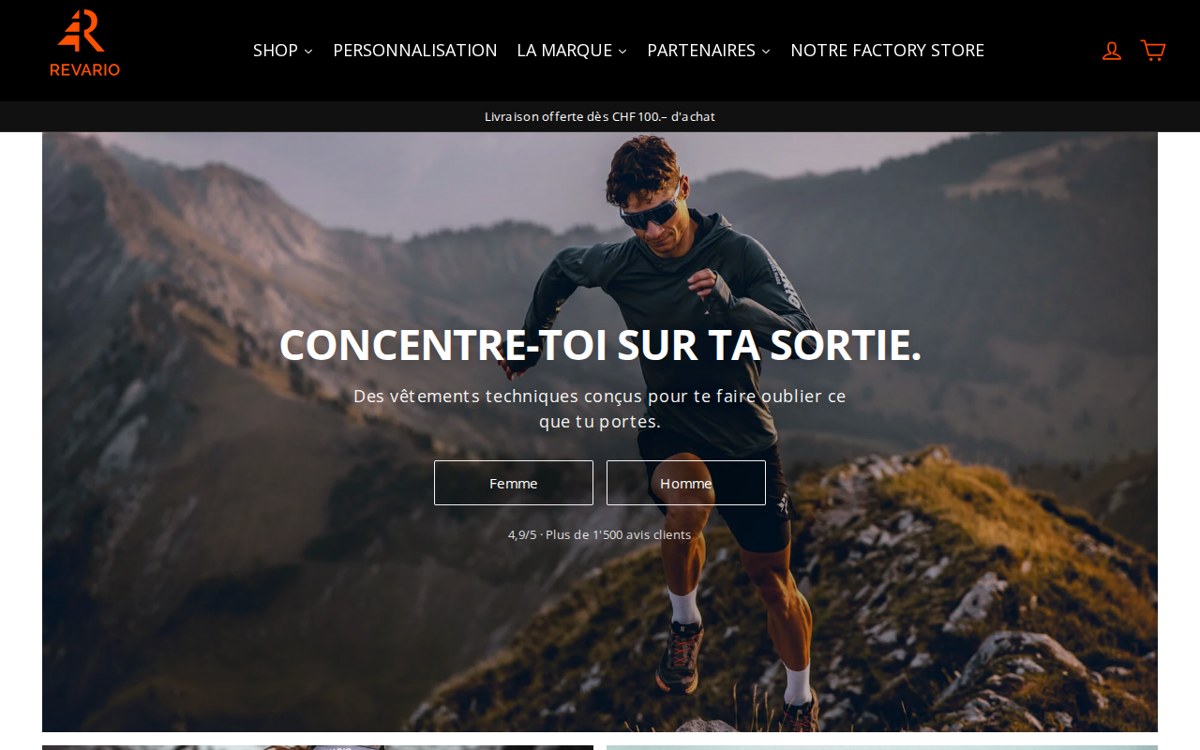 REVARIO
SHOP
PERSONNALISATION
LA MARQUE
PARTENAIRES
NOTRE FACTORY STORE
Livraison offerte dès CHF 100.– d'achat
CONCENTRE-TOI SUR TA SORTIE.
Des vêtements techniques conçus pour te faire oublier ce
que tu portes.
Femme
Homme
4,9/5 · Plus de 1'500 avis clients